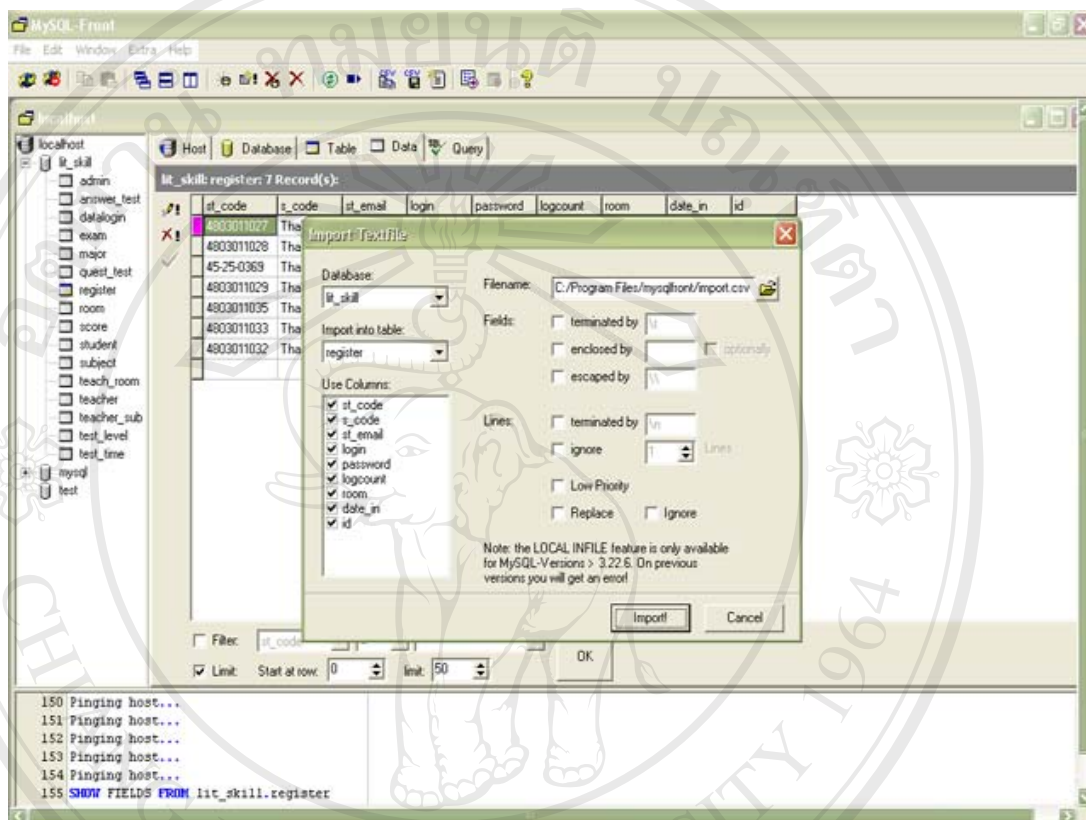 MySQL-Front
File Edit Window Extra Help
localhost
localhost
lit_skill
admin
answer_test
datalogin
exam
major
quest_test
register
room
score
student
subject
teach_room
teacher
teacher_sub
test_level
test_time
mysql
test
Host Database Table Data Query
lit_skill: register: 7 Record(s):
st_code s_code st_email login password logcount room date_in id
4803011027 Tha
4803011028 Tha
45-25-0369 Tha
4803011029 Tha
4803011035 Tha
4803011033 Tha
4803011032 Tha
Import Textfile
Database:
lit_skill
Import into table:
register
Use Columns:
st_code
s_code
st_email
login
password
logcount
room
date_in
id
Filename: C:/Program Files/mysqlfront/import.csv
Fields: terminated by \t
enclosed by optionally
escaped by \\
Lines: terminated by \n
ignore 1 Lines
Low Priority
Replace Ignore
Note: the LOCAL INFILE feature is only available
for MySQL-Versions > 3.22.6. On previous
versions you will get an error!
Import! Cancel
Filter: st_code
Limit: Start at row: 0 limit: 50 OK
150 Pinging host...
151 Pinging host...
152 Pinging host...
153 Pinging host...
154 Pinging host...
155 SHOW FIELDS FROM lit_skill.register